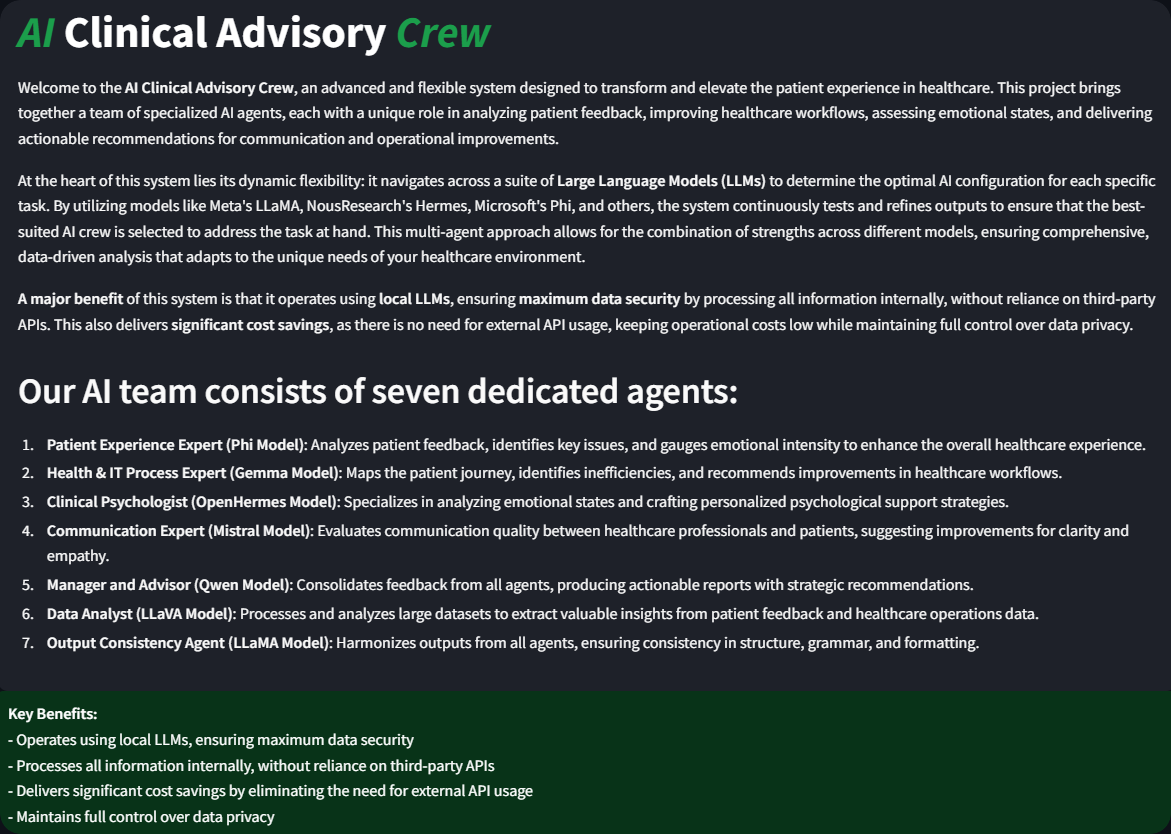 AI Clinical Advisory Crew
Welcome to the AI Clinical Advisory Crew, an advanced and flexible system designed to transform and elevate the patient experience in healthcare. This project brings
together a team of specialized AI agents, each with a unique role in analyzing patient feedback, improving healthcare workflows, assessing emotional states, and delivering
actionable recommendations for communication and operational improvements.
At the heart of this system lies its dynamic flexibility: it navigates across a suite of Large Language Models (LLMs) to determine the optimal AI configuration for each specific
task. By utilizing models like Meta's LLaMA, NousResearch's Hermes, Microsoft's Phi, and others, the system continuously tests and refines outputs to ensure that the best-
suited AI crew is selected to address the task at hand. This multi-agent approach allows for the combination of strengths across different models, ensuring comprehensive,
data-driven analysis that adapts to the unique needs of your healthcare environment.
A major benefit of this system is that it operates using local LLMs, ensuring maximum data security by processing all information internally, without reliance on third-party
APIs. This also delivers significant cost savings, as there is no need for external API usage, keeping operational costs low while maintaining full control over data privacy.
Our AI team consists of seven dedicated agents:
1. Patient Experience Expert (Phi Model): Analyzes patient feedback, identifies key issues, and gauges emotional intensity to enhance the overall healthcare experience.
2. Health & IT Process Expert (Gemma Model): Maps the patient journey, identifies inefficiencies, and recommends improvements in healthcare workflows.
3. Clinical Psychologist (OpenHermes Model): Specializes in analyzing emotional states and crafting personalized psychological support strategies.
4. Communication Expert (Mistral Model): Evaluates communication quality between healthcare professionals and patients, suggesting improvements for clarity and
empathy.
5. Manager and Advisor (Qwen Model): Consolidates feedback from all agents, producing actionable reports with strategic recommendations.
6. Data Analyst (LLaVA Model): Processes and analyzes large datasets to extract valuable insights from patient feedback and healthcare operations data.
7. Output Consistency Agent (LLaMA Model): Harmonizes outputs from all agents, ensuring consistency in structure, grammar, and formatting.
Key Benefits:
- Operates using local LLMs, ensuring maximum data security
- Processes all information internally, without reliance on third-party APIs
- Delivers significant cost savings by eliminating the need for external API usage
- Maintains full control over data privacy